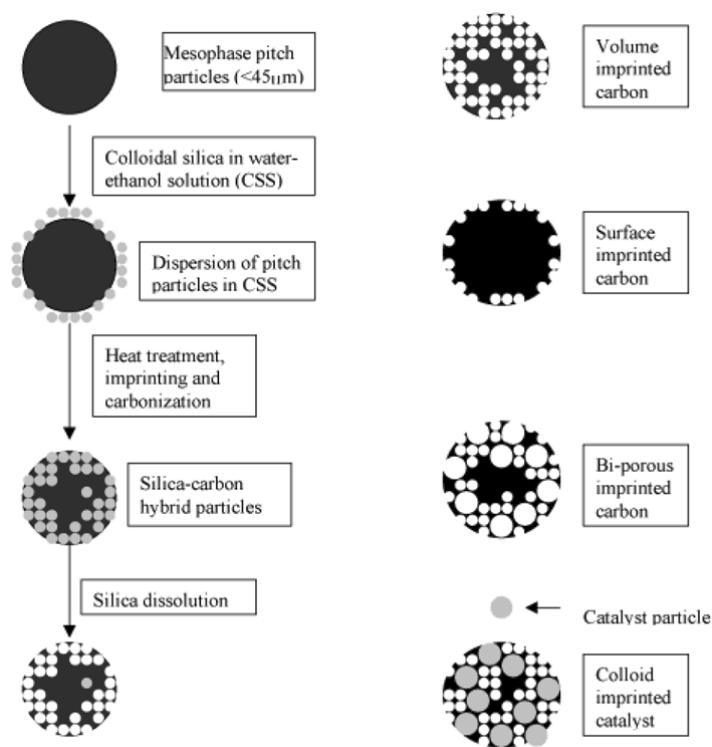 Mesophase pitch
particles (<45μm)
Colloidal silica in water-
ethanol solution (CSS)
Dispersion of pitch
particles in CSS
Heat treatment,
imprinting and
carbonization
Silica-carbon
hybrid particles
Silica dissolution
Volume
imprinted
carbon
Surface
imprinted
carbon
Bi-porous
imprinted
carbon
Catalyst particle
Colloid
imprinted
catalyst